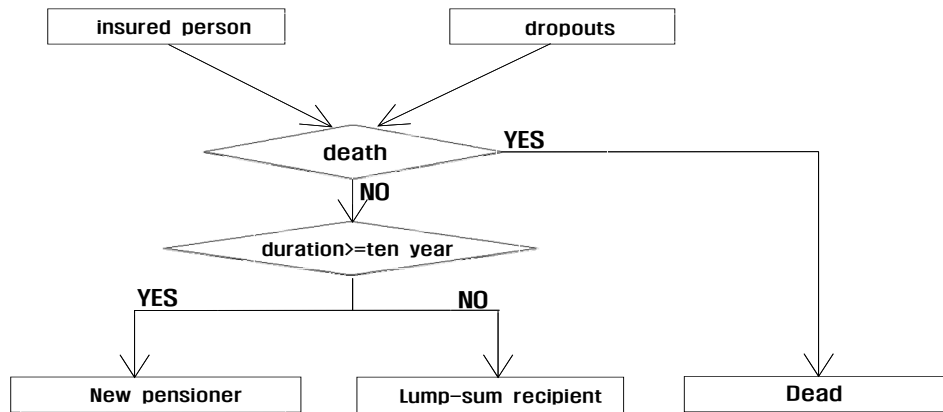 insured person
dropouts
death
YES
NO
duration>=ten year
YES
NO
New pensioner
Lump-sum recipient
Dead